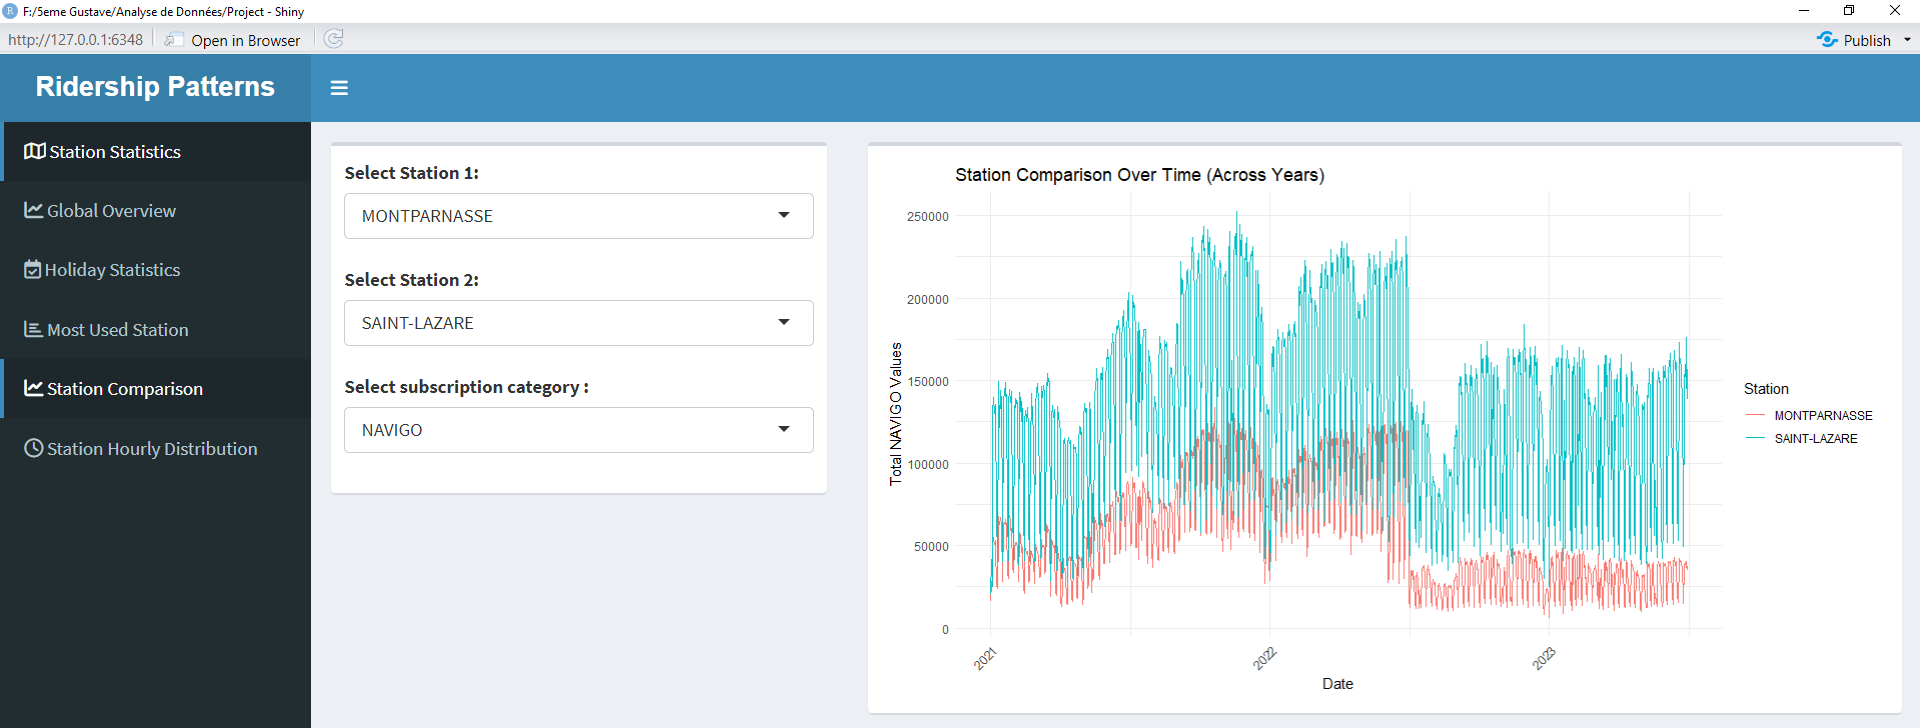 F:/5eme Gustave/Analyse de Données/Project - Shiny
http://127.0.0.1:6348
Open in Browser
Publish
Ridership Patterns
Station Statistics
Global Overview
Holiday Statistics
Most Used Station
Station Comparison
Station Hourly Distribution
Select Station 1:
MONTPARNASSE
Select Station 2:
SAINT-LAZARE
Select subscription category :
NAVIGO
Station Comparison Over Time (Across Years)
Total NAVIGO Values
250000
200000
150000
100000
50000
0
2021
2022
2023
Date
Station
MONTPARNASSE
SAINT-LAZARE